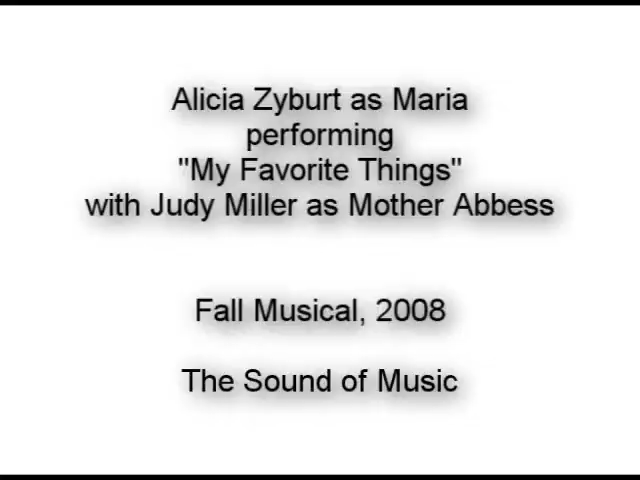 Alicia Zyburt as Maria
performing
"My Favorite Things"
with Judy Miller as Mother Abbess
Fall Musical, 2008
The Sound of Music